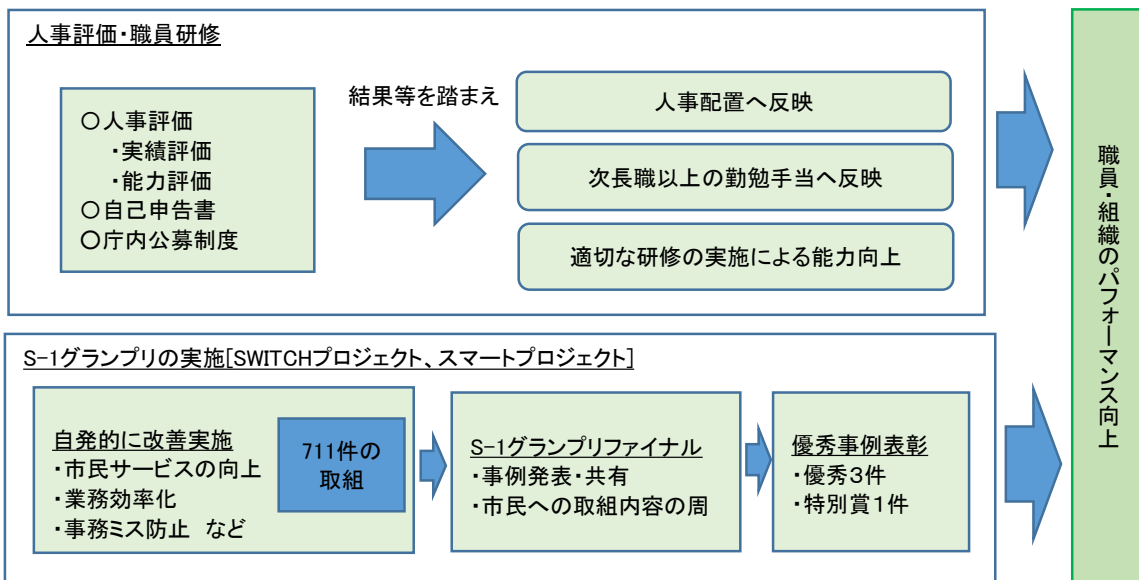 人事評価・職員研修
○人事評価
・実績評価
・能力評価
○自己申告書
○庁内公募制度
結果等を踏まえ
人事配置へ反映
次長職以上の勤勉手当へ反映
適切な研修の実施による能力向上
S-1グランプリの実施[SWITCHプロジェクト、スマートプロジェクト]
自発的に改善実施
・市民サービスの向上
・業務効率化
・事務ミス防止 など
711件の
取組
S-1グランプリファイナル
・事例発表・共有
・市民への取組内容の周
優秀事例表彰
・優秀3件
・特別賞1件
職員・組織のパフォーマンス向上